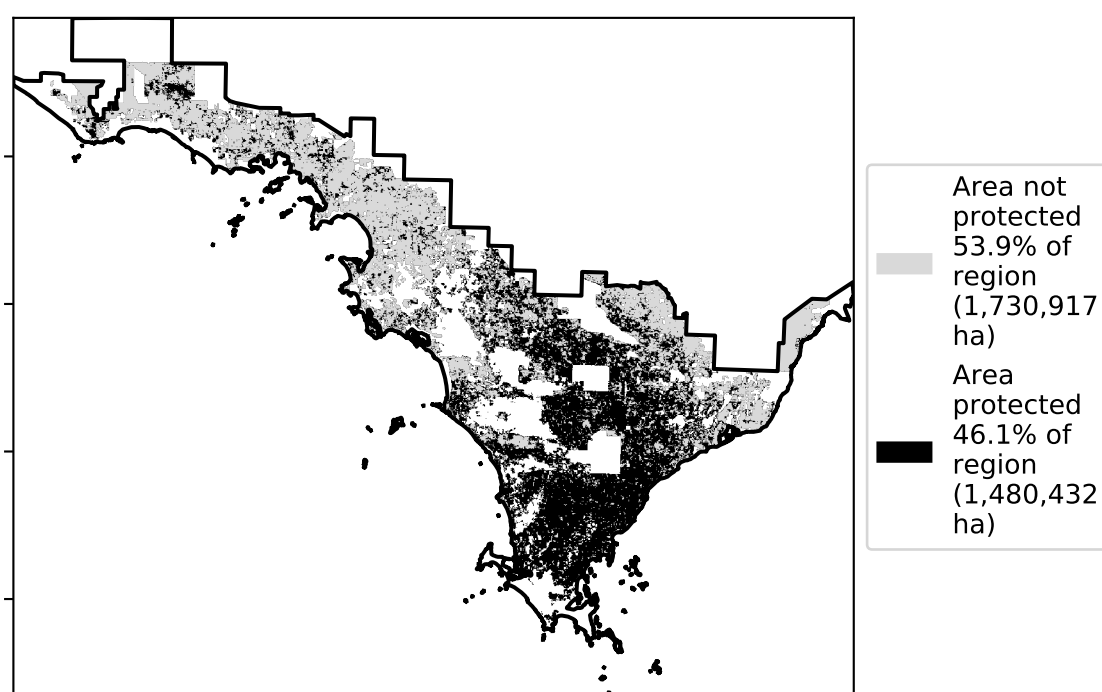 Area not
protected
53.9% of
region
(1,730,917
ha)
Area
protected
46.1% of
region
(1,480,432
ha)